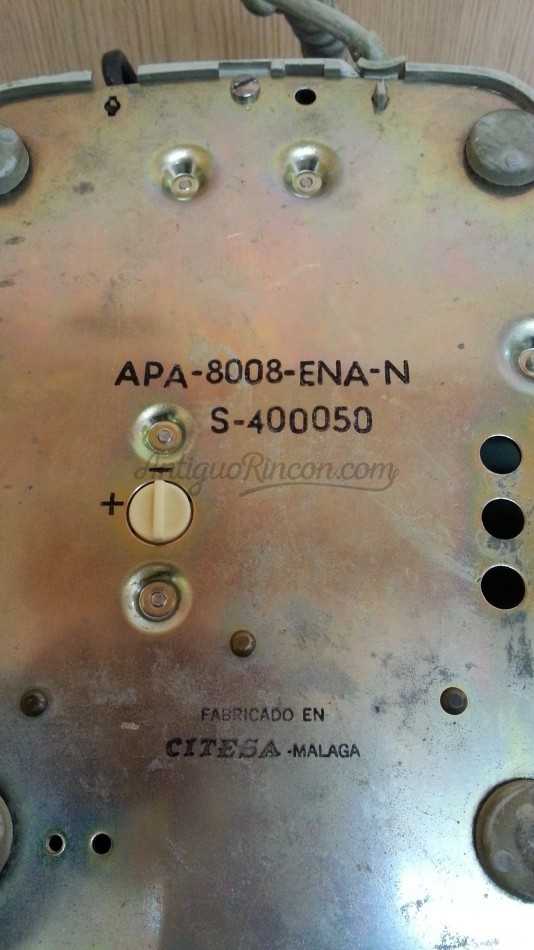 APA-8008-ENA-N
S-400050
AntiguoRincon.com
-
+
FABRICADO EN
CITESA -MALAGA